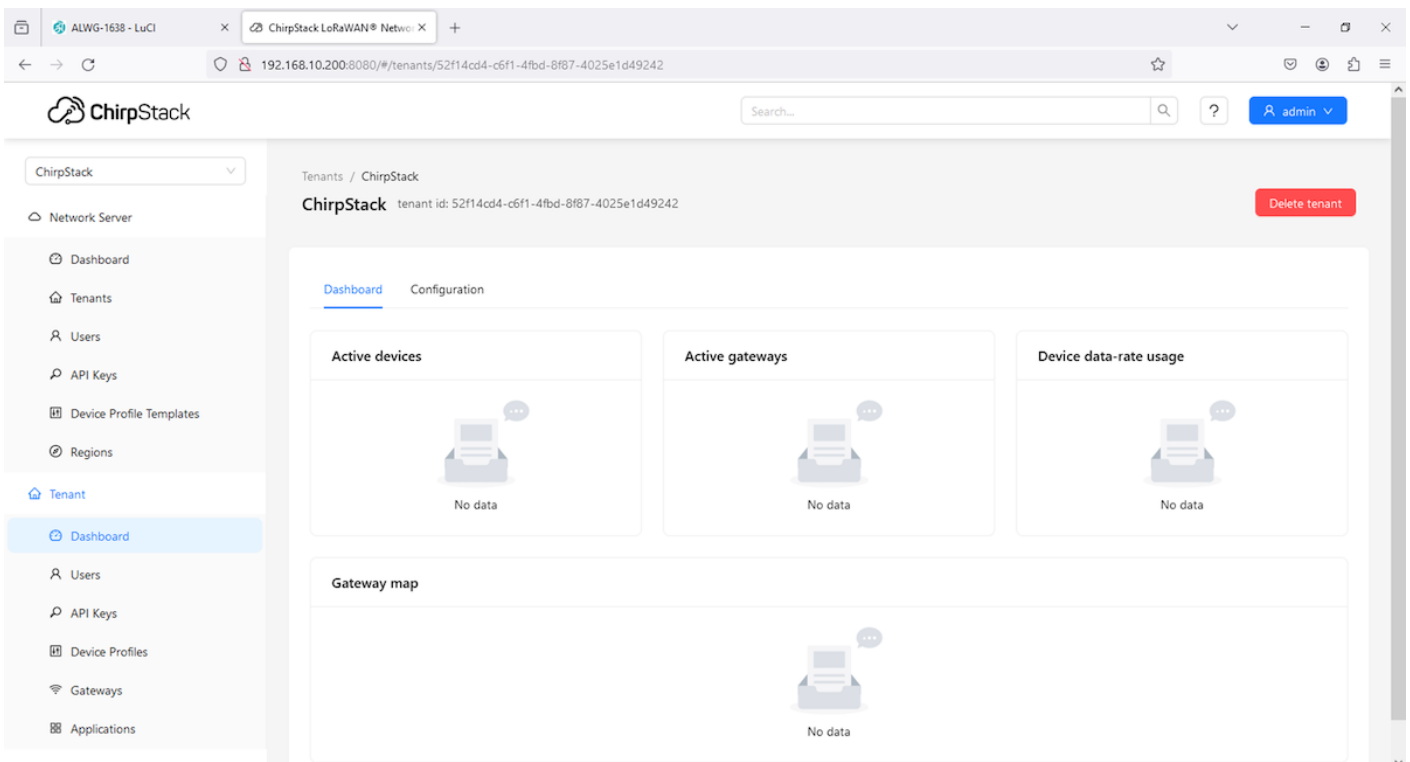 ALWG-1638 - LuCI
ChirpStack LoRaWAN® Networ
192.168.10.200:8080/#/tenants/52f14cd4-c6f1-4fbd-8f87-4025e1d49242
ChirpStack
Search...
?
admin
ChirpStack
Network Server
Dashboard
Tenants
Users
API Keys
Device Profile Templates
Regions
Tenant
Dashboard
Users
API Keys
Device Profiles
Gateways
Applications
Tenants / ChirpStack
ChirpStack tenant id: 52f14cd4-c6f1-4fbd-8f87-4025e1d49242
Delete tenant
Dashboard Configuration
Active devices
No data
Active gateways
No data
Device data-rate usage
No data
Gateway map
No data